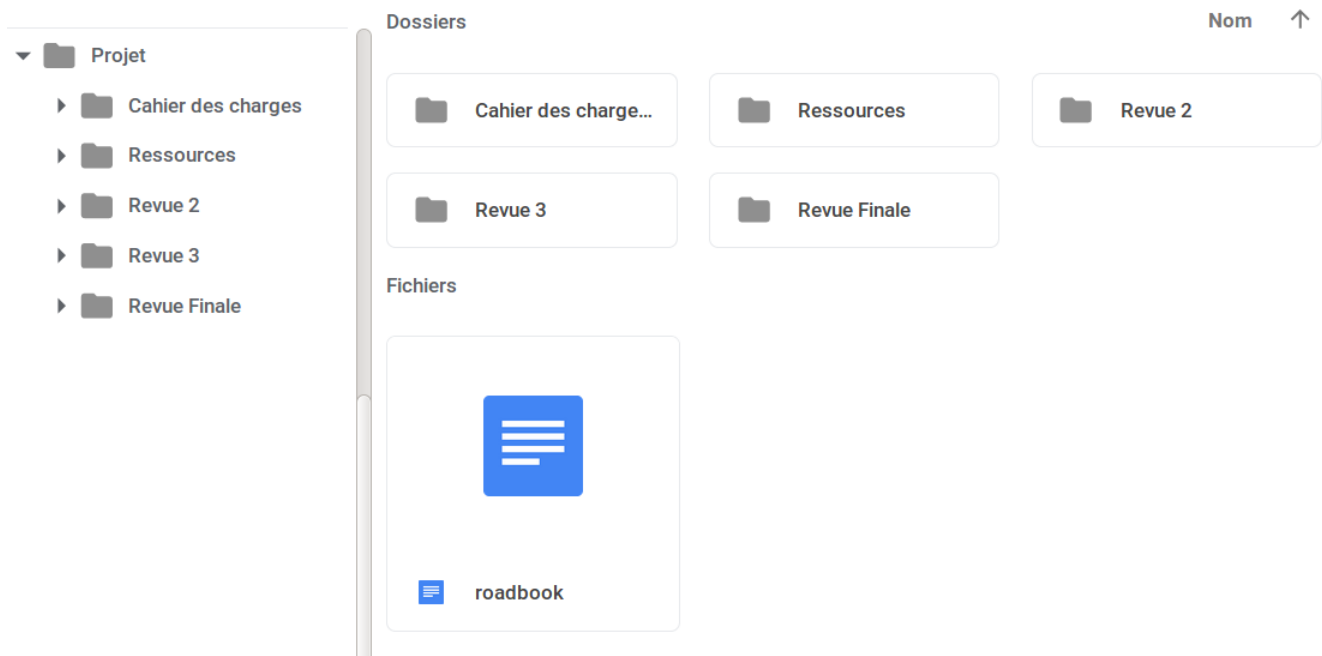 Projet
Cahier des charges
Ressources
Revue 2
Revue 3
Revue Finale
Dossiers
Nom
Cahier des charge...
Ressources
Revue 2
Revue 3
Revue Finale
Fichiers
roadbook